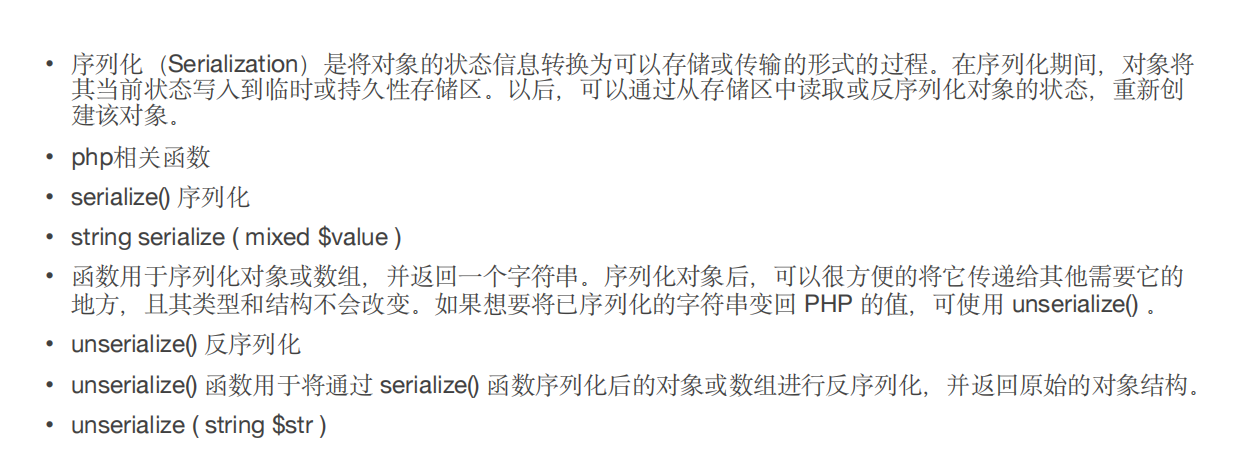 • 序列化（Serialization）是将对象的状态信息转换为可以存储或传输的形式的过程。在序列化期间，对象将
其当前状态写入到临时或持久性存储区。以后，可以通过从存储区中读取或反序列化对象的状态，重新创
建该对象。
• php相关函数
• serialize() 序列化
• string serialize ( mixed $value )
• 函数用于序列化对象或数组，并返回一个字符串。序列化对象后，可以很方便的将它传递给其他需要它的
地方，且其类型和结构不会改变。如果想要将已序列化的字符串变回 PHP 的值，可使用 unserialize() 。
• unserialize() 反序列化
• unserialize() 函数用于将通过 serialize() 函数序列化后的对象或数组进行反序列化，并返回原始的对象结构。
• unserialize ( string $str )